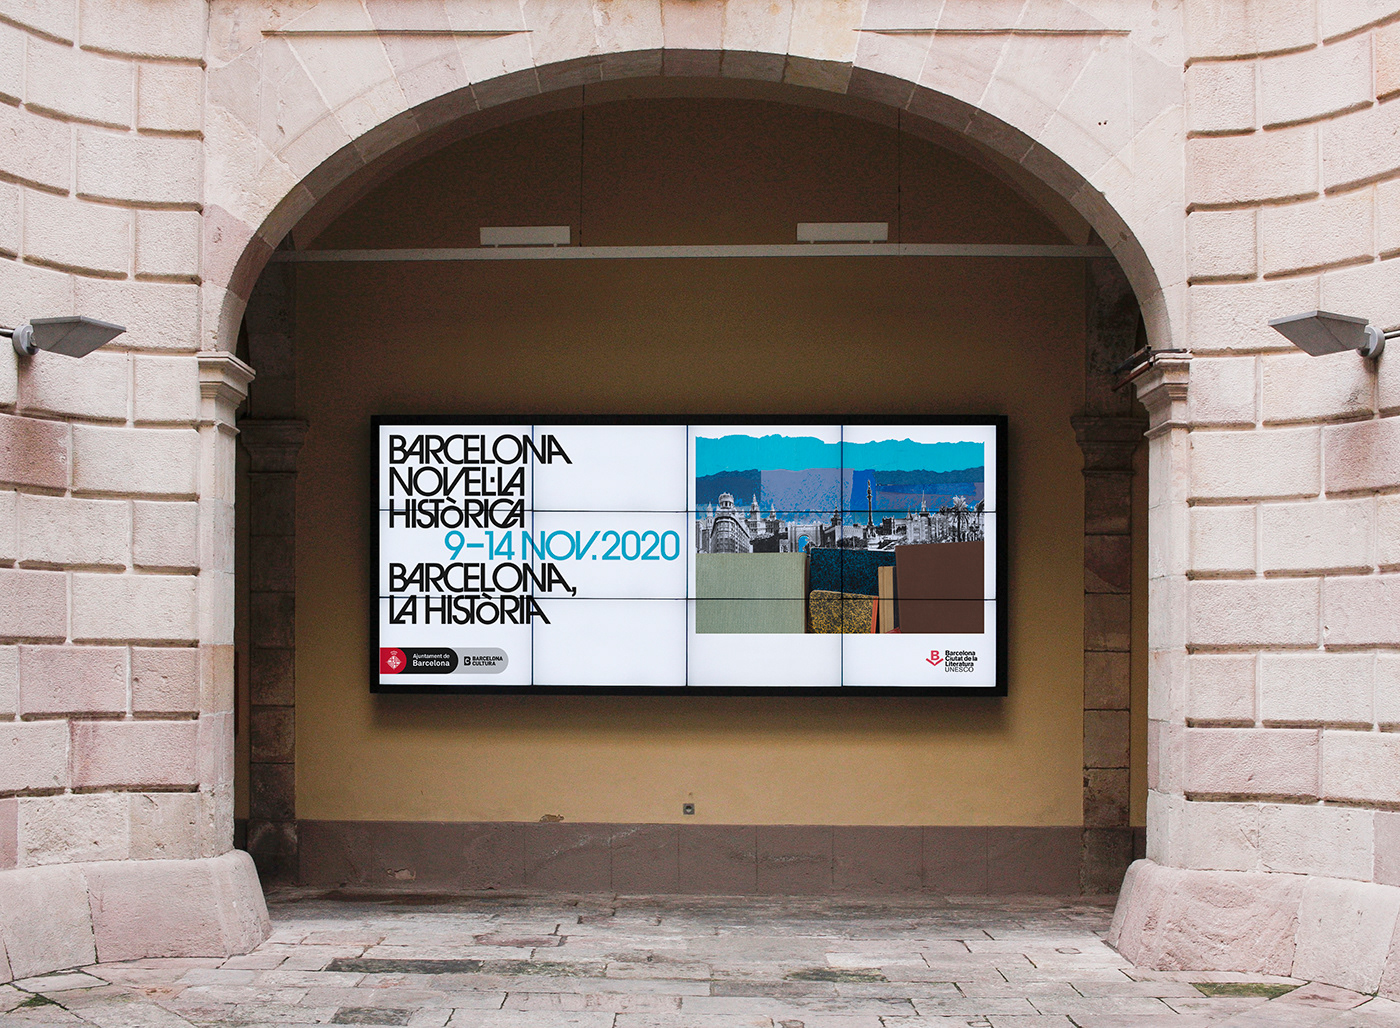 BARCELONA
NOVEL·LA
HISTÒRICA
9–14 NOV. 2020
BARCELONA,
LA HISTÒRIA
Ajuntament de
Barcelona
B BARCELONA
CULTURA
B
Barcelona
Ciutat de la
Literatura
UNESCO